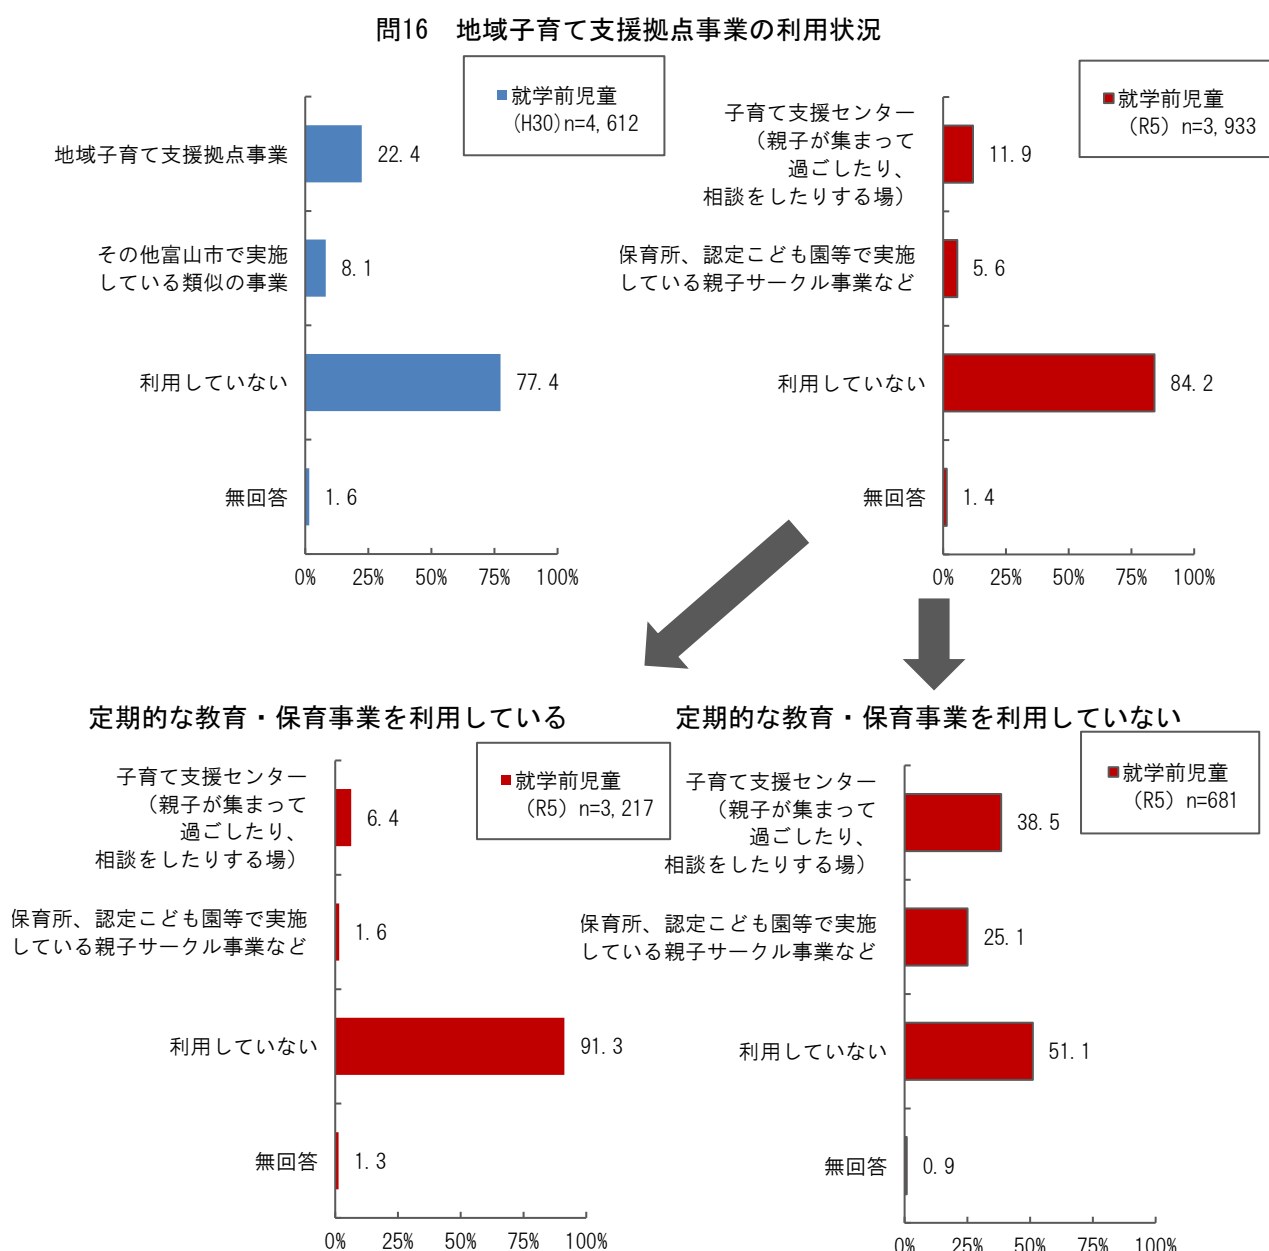 問16　地域子育て支援拠点事業の利用状況
■就学前児童
(H30)n=4,612
地域子育て支援拠点事業
22.4
その他富山市で実施
している類似の事業
8.1
利用していない
77.4
無回答
1.6
0% 25% 50% 75% 100%
■就学前児童
（R5）n=3,933
子育て支援センター
（親子が集まって
過ごしたり、
相談をしたりする場）
11.9
保育所、認定こども園等で実施
している親子サークル事業など
5.6
利用していない
84.2
無回答
1.4
0% 25% 50% 75% 100%
定期的な教育・保育事業を利用している
■就学前児童
（R5）n=3,217
子育て支援センター
（親子が集まって
過ごしたり、
相談をしたりする場）
6.4
保育所、認定こども園等で実施
している親子サークル事業など
1.6
利用していない
91.3
無回答
1.3
0% 25% 50% 75% 100%
定期的な教育・保育事業を利用していない
■就学前児童
（R5）n=681
子育て支援センター
（親子が集まって
過ごしたり、
相談をしたりする場）
38.5
保育所、認定こども園等で実施
している親子サークル事業など
25.1
利用していない
51.1
無回答
0.9
0% 25% 50% 75% 100%